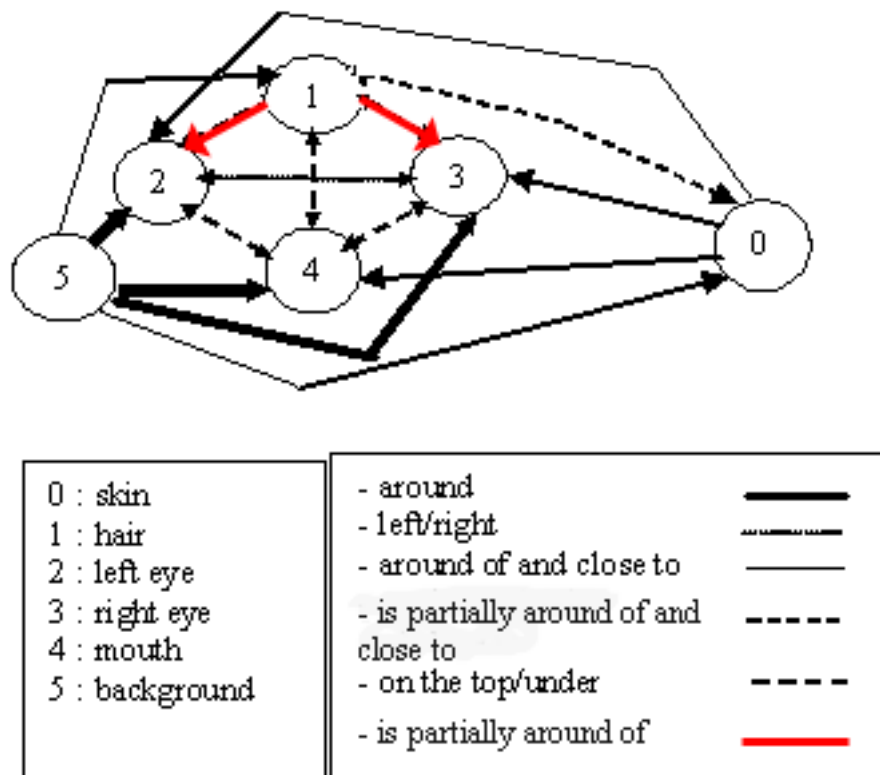 1
2
3
0
4
5
0 : skin
1 : hair
2 : left eye
3 : right eye
4 : mouth
5 : background
- around
- left/right
- around of and close to
- is partially around of and
close to
- on the top/under
- is partially around of